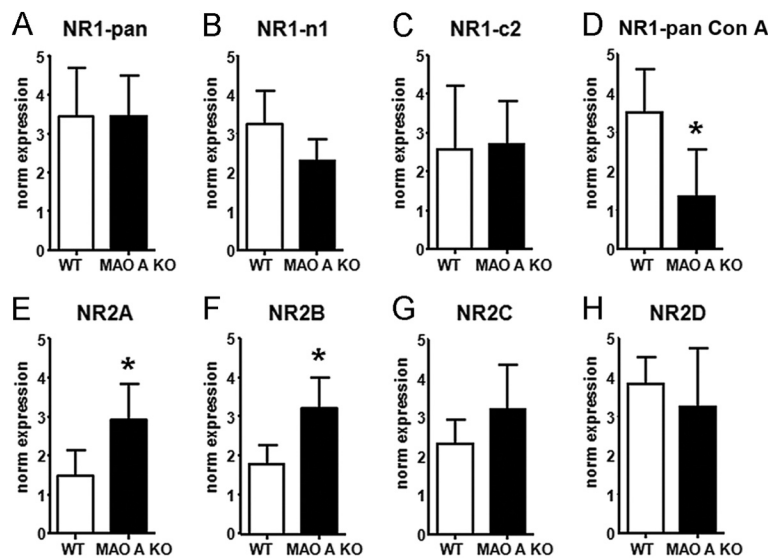 A NR1-pan
B NR1-n1
C NR1-c2
D NR1-pan Con A
norm expression
5
4
3
2
1
0
WT MAO A KO
norm expression
5
4
3
2
1
0
WT MAO A KO
norm expression
5
4
3
2
1
0
WT MAO A KO
norm expression
5
4
3
2
1
0
*
WT MAO A KO
E NR2A
F NR2B
G NR2C
H NR2D
norm expression
5
4
3
2
1
0
*
WT MAO A KO
norm expression
5
4
3
2
1
0
*
WT MAO A KO
norm expression
5
4
3
2
1
0
WT MAO A KO
norm expression
5
4
3
2
1
0
WT MAO A KO